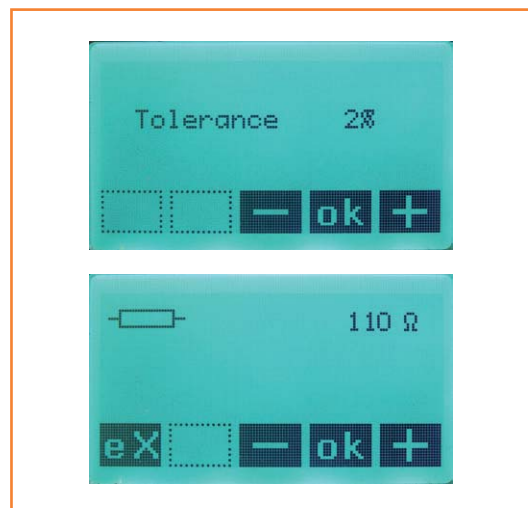 Tolerance 2%
- ok +
110 Ω
eX - ok +